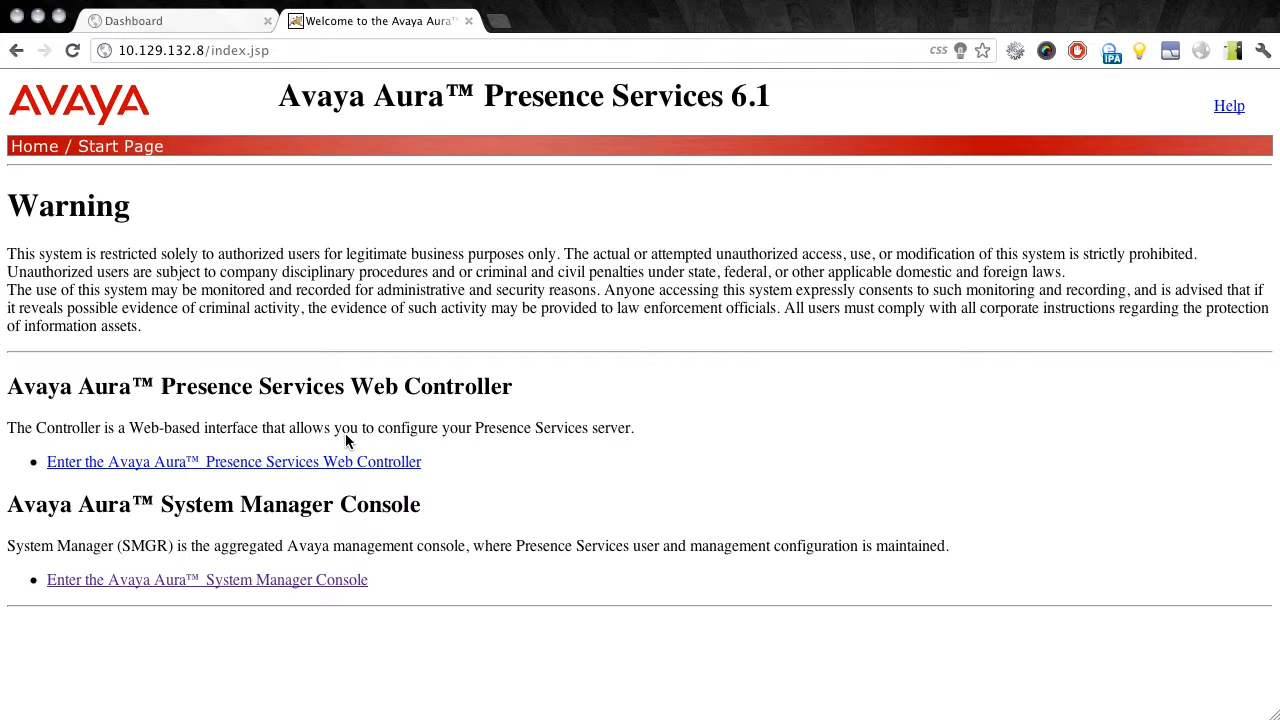 Dashboard
Welcome to the Avaya Aura™
10.129.132.8/index.jsp
css
IPA
AVAYA
Avaya Aura™ Presence Services 6.1
Help
Home / Start Page
Warning
This system is restricted solely to authorized users for legitimate business purposes only. The actual or attempted unauthorized access, use, or modification of this system is strictly prohibited.
Unauthorized users are subject to company disciplinary procedures and or criminal and civil penalties under state, federal, or other applicable domestic and foreign laws.
The use of this system may be monitored and recorded for administrative and security reasons. Anyone accessing this system expressly consents to such monitoring and recording, and is advised that if
it reveals possible evidence of criminal activity, the evidence of such activity may be provided to law enforcement officials. All users must comply with all corporate instructions regarding the protection
of information assets.
Avaya Aura™ Presence Services Web Controller
The Controller is a Web-based interface that allows you to configure your Presence Services server.
• Enter the Avaya Aura™ Presence Services Web Controller
Avaya Aura™ System Manager Console
System Manager (SMGR) is the aggregated Avaya management console, where Presence Services user and management configuration is maintained.
• Enter the Avaya Aura™ System Manager Console